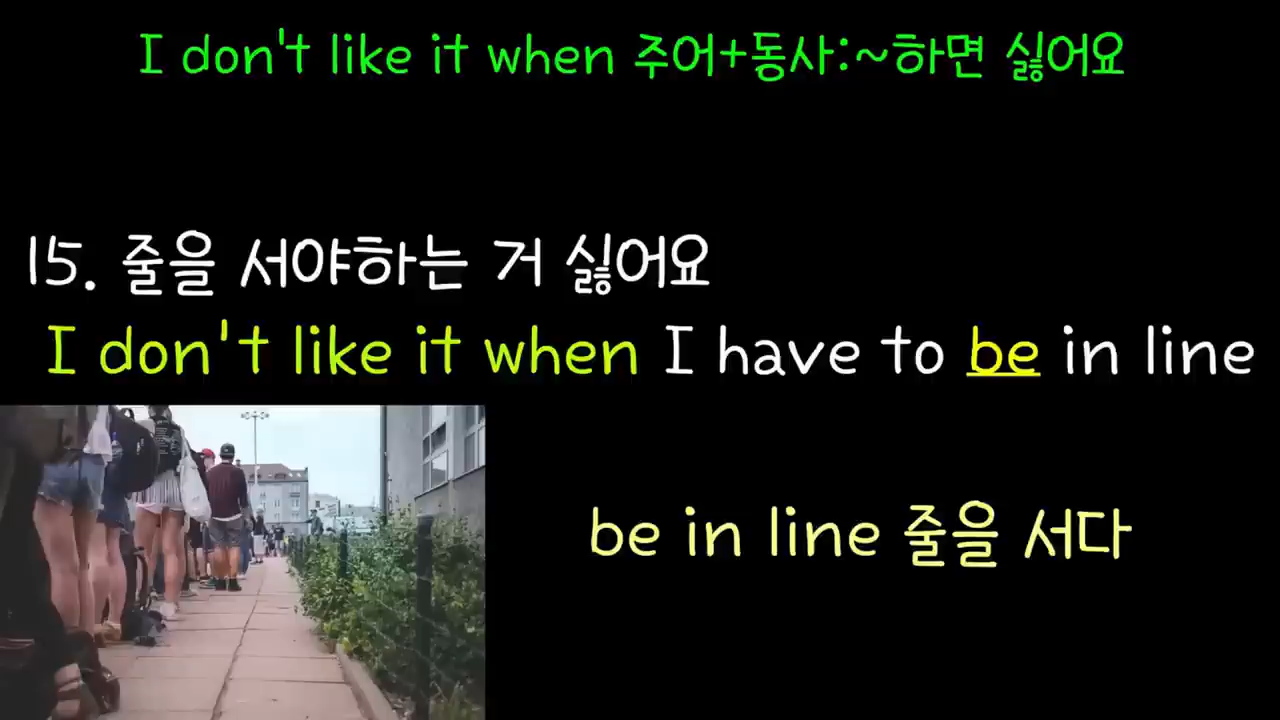 I don't like it when 주어+동사:~하면 싫어요
15. 줄을 서야하는 거 싫어요
I don't like it when I have to be in line
be in line 줄을 서다